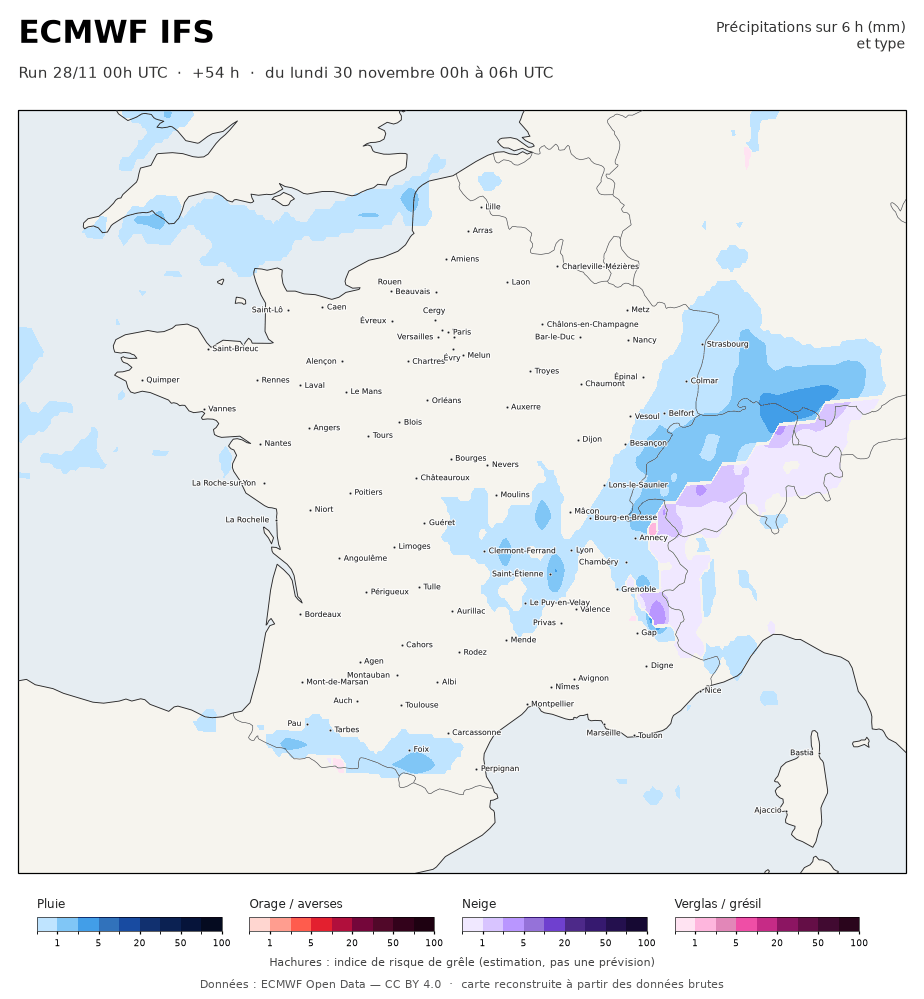 ECMWF IFS
Précipitations sur 6 h (mm)
et type
Run 28/11 00h UTC · +54 h · du lundi 30 novembre 00h à 06h UTC
Lille
Arras
Amiens
Charleville-Mézières
Rouen
Beauvais
Laon
Saint-Lô
Caen
Cergy
Metz
Évreux
Châlons-en-Champagne
Versailles
Paris
Bar-le-Duc
Nancy
Strasbourg
Saint-Brieuc
Alençon
Chartres
Évry
Melun
Troyes
Épinal
Colmar
Quimper
Rennes
Laval
Le Mans
Chaumont
Orléans
Auxerre
Vannes
Vesoul
Belfort
Angers
Blois
Tours
Nantes
Dijon
Besançon
Bourges
Nevers
La Roche-sur-Yon
Châteauroux
Lons-le-Saunier
Poitiers
Moulins
Niort
Mâcon
La Rochelle
Guéret
Bourg-en-Bresse
Annecy
Limoges
Angoulême
Clermont-Ferrand
Lyon
Chambéry
Saint-Étienne
Périgueux
Tulle
Grenoble
Bordeaux
Aurillac
Le Puy-en-Velay
Valence
Privas
Gap
Cahors
Mende
Agen
Rodez
Digne
Montauban
Mont-de-Marsan
Albi
Avignon
Nîmes
Nice
Auch
Toulouse
Montpellier
Pau
Tarbes
Carcassonne
Marseille
Toulon
Foix
Bastia
Perpignan
Ajaccio
Pluie
Orage / averses
Neige
Verglas / grésil
1 5 20 50 100
1 5 20 50 100
1 5 20 50 100
1 5 20 50 100
Hachures : indice de risque de grêle (estimation, pas une prévision)
Données : ECMWF Open Data — CC BY 4.0 · carte reconstruite à partir des données brutes